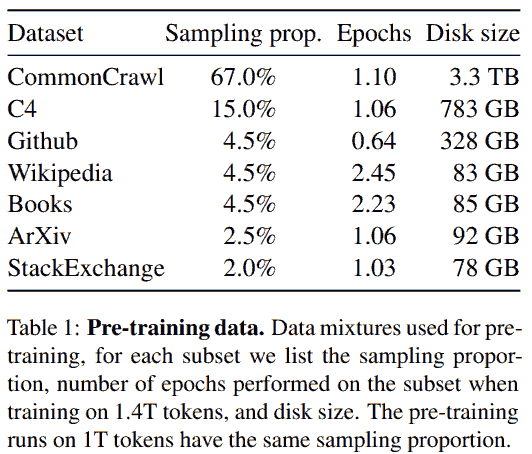 Dataset Sampling prop. Epochs Disk size
CommonCrawl 67.0% 1.10 3.3 TB
C4 15.0% 1.06 783 GB
Github 4.5% 0.64 328 GB
Wikipedia 4.5% 2.45 83 GB
Books 4.5% 2.23 85 GB
ArXiv 2.5% 1.06 92 GB
StackExchange 2.0% 1.03 78 GB
Table 1: Pre-training data. Data mixtures used for pre-
training, for each subset we list the sampling propor-
tion, number of epochs performed on the subset when
training on 1.4T tokens, and disk size. The pre-training
runs on 1T tokens have the same sampling proportion.